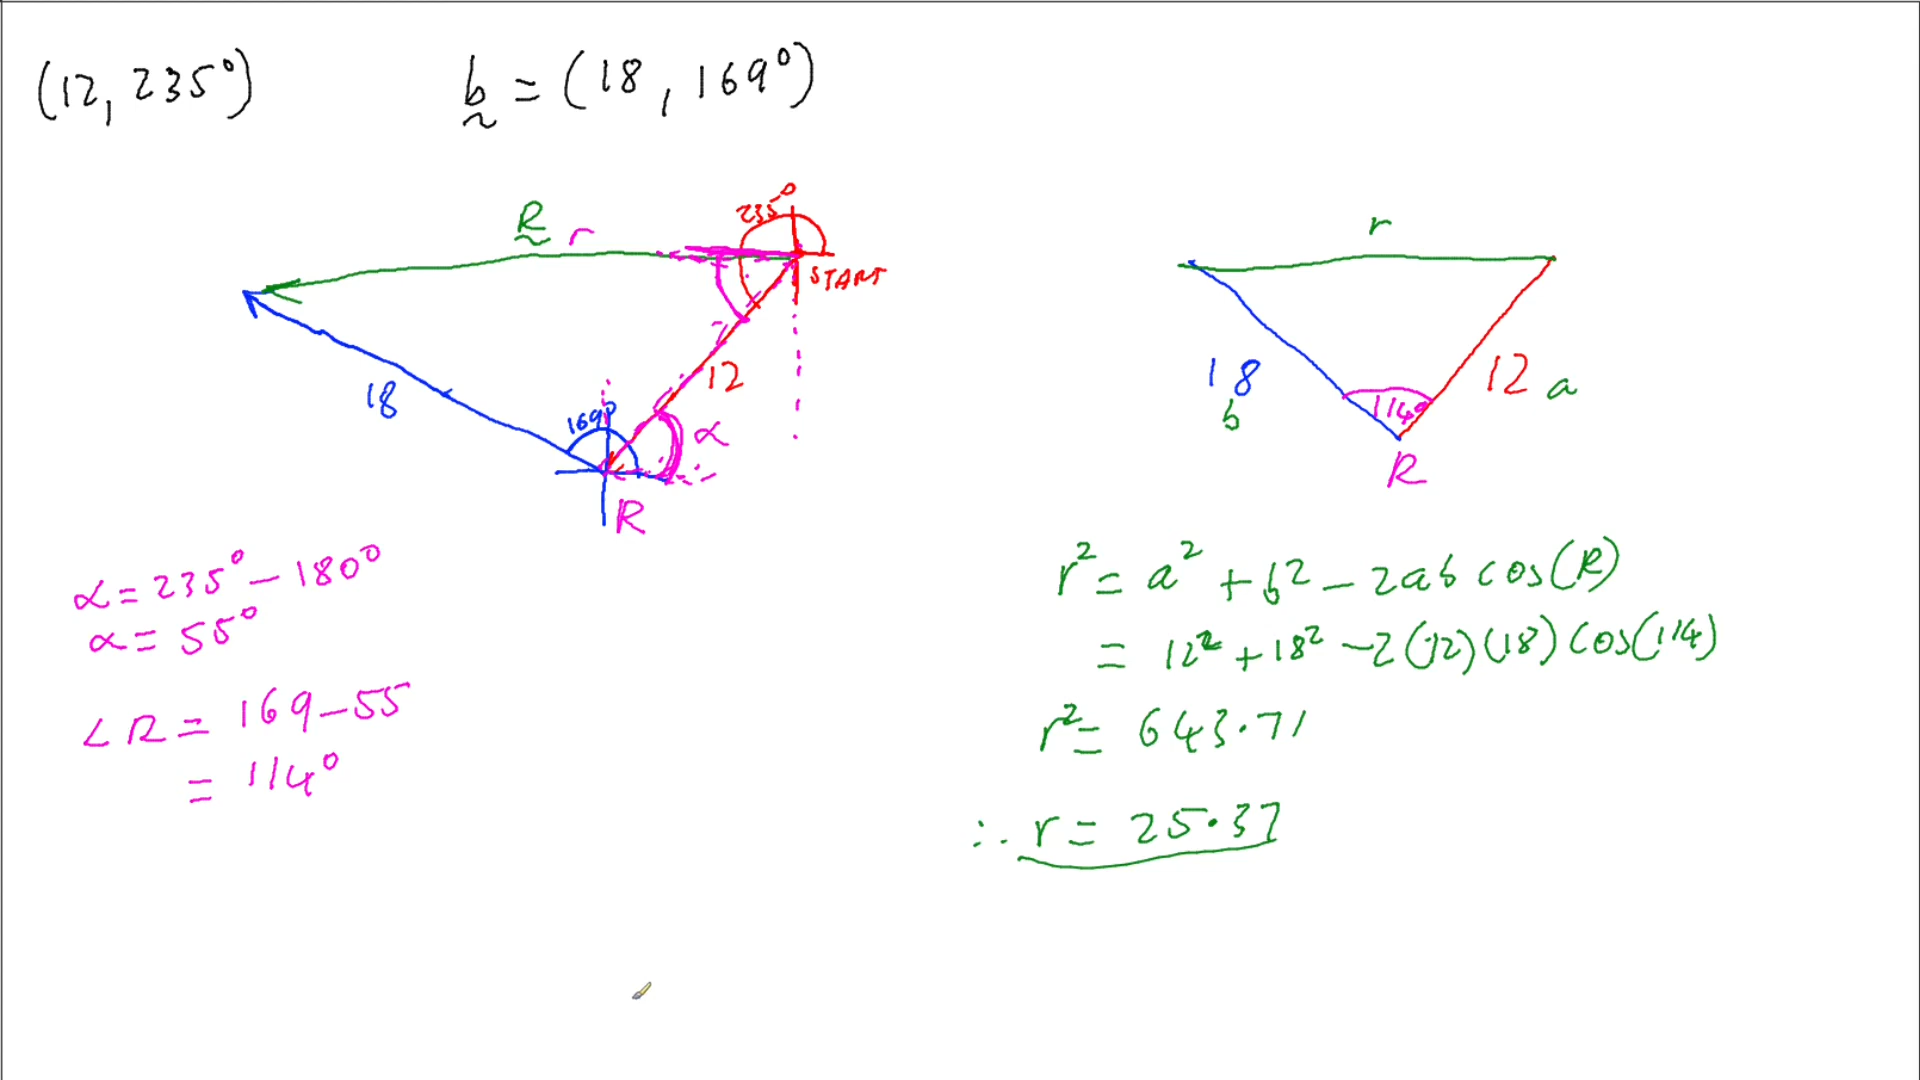 (12, 235°)
b = (18, 169°)
R r
235°
START
18
12
169°
α
R
r
18
b
12 a
114°
R
α = 235° - 180°
α = 55°
∠R = 169 - 55
= 114°
r² = a² + b² - 2ab cos(R)
= 12² + 18² - 2(12)(18) cos(114)
r² = 643.71
∴ r = 25.37